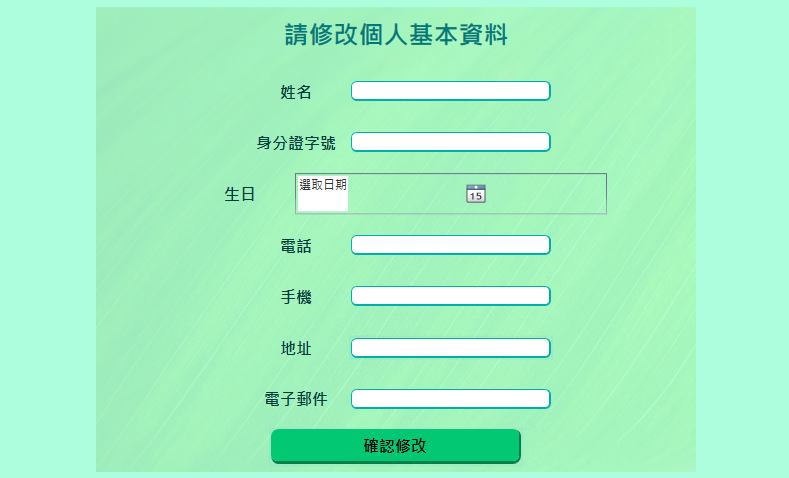 請修改個人基本資料
姓名
身分證字號
生日 選取日期 15
電話
手機
地址
電子郵件
確認修改